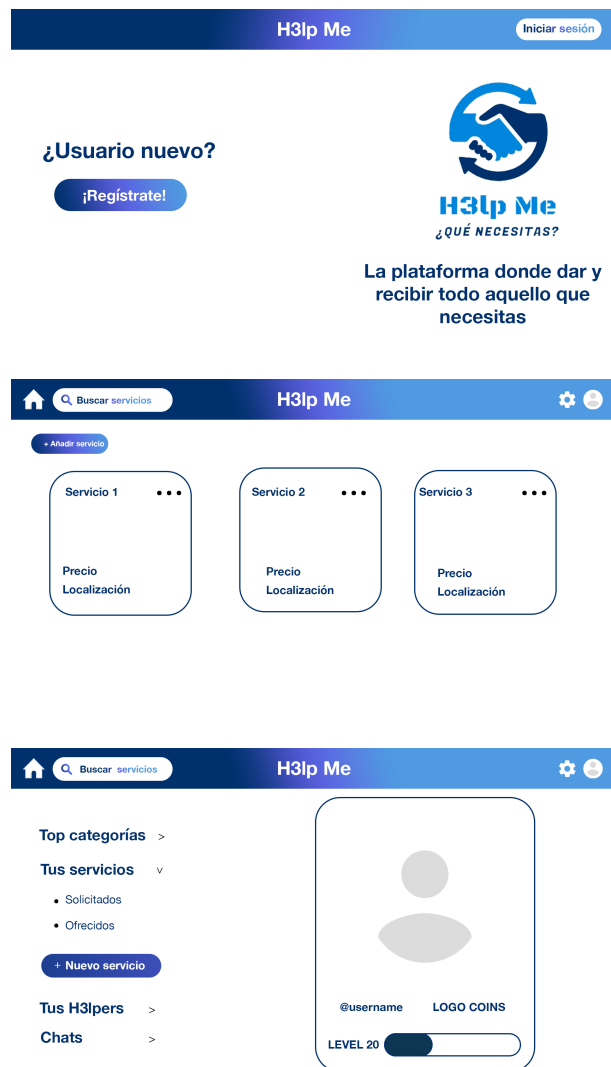 H3lp Me
Iniciar sesión
¿Usuario nuevo?
¡Regístrate!
H3lp Me
¿QUÉ NECESITAS?
La plataforma donde dar y
recibir todo aquello que
necesitas
Buscar servicios
H3lp Me
+ Añadir servicio
Servicio 1
Precio
Localización
Servicio 2
Precio
Localización
Servicio 3
Precio
Localización
Buscar servicios
H3lp Me
Top categorías >
Tus servicios v
• Solicitados
• Ofrecidos
+ Nuevo servicio
Tus H3lpers >
Chats >
@username LOGO COINS
LEVEL 20